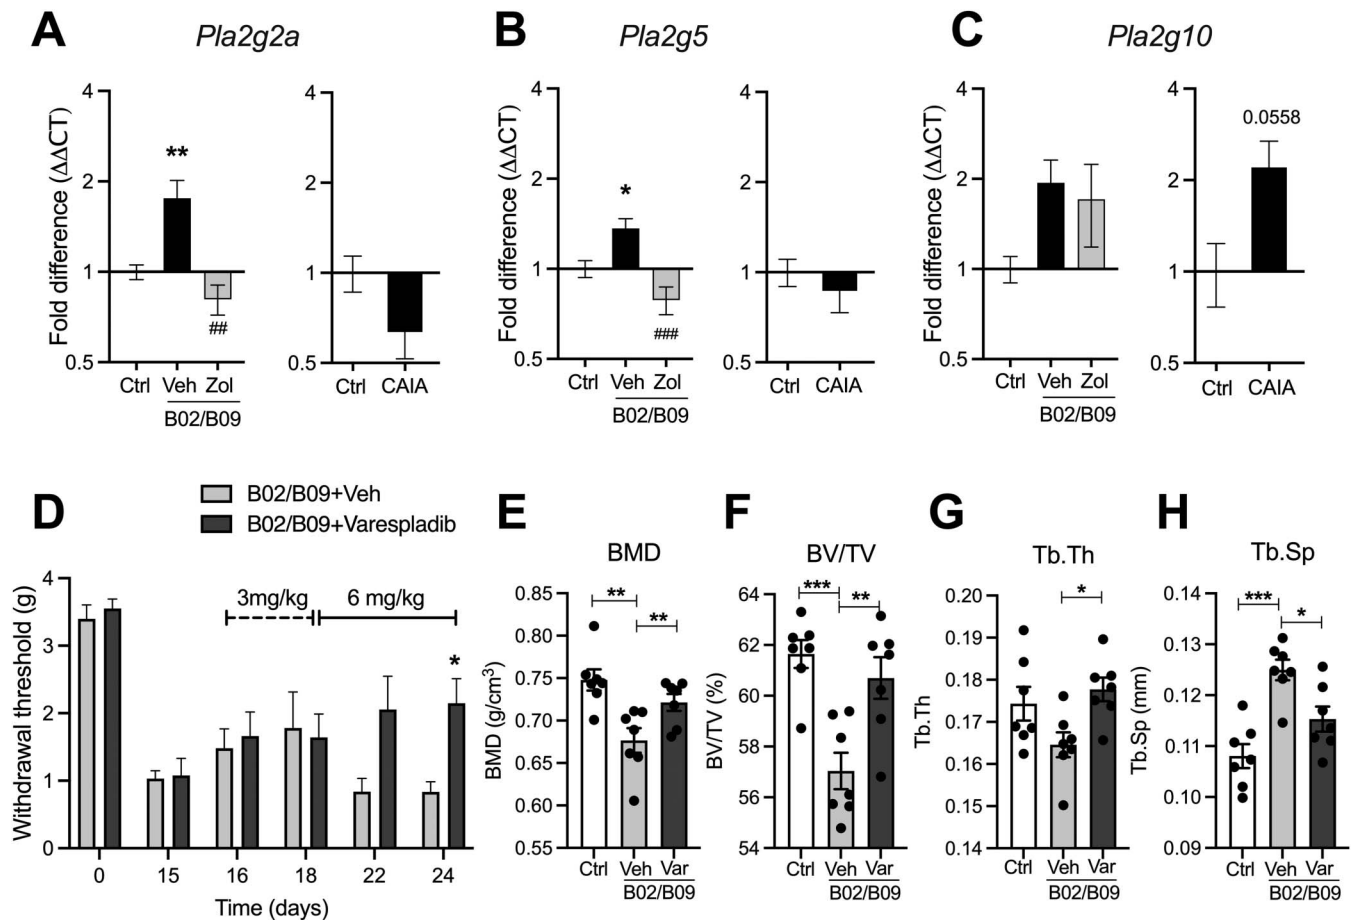 A
Pla2g2a
B
Pla2g5
C
Pla2g10
Fold difference (ΔΔCT)
4
2
1
0.5
**
##
Ctrl Veh Zol
B02/B09
4
2
1
0.5
Ctrl CAIA
Fold difference (ΔΔCT)
4
2
1
0.5
*
###
Ctrl Veh Zol
B02/B09
4
2
1
0.5
Ctrl CAIA
Fold difference (ΔΔCT)
4
2
1
0.5
Ctrl Veh Zol
B02/B09
4
2
1
0.5
0.0558
Ctrl CAIA
D
B02/B09+Veh
B02/B09+Varespladib
Withdrawal threshold (g)
4
3
2
1
0
3mg/kg
6 mg/kg
*
0 15 16 18 22 24
Time (days)
E
BMD
BMD (g/cm³)
0.85
0.80
0.75
0.70
0.65
0.60
0.55
**
**
Ctrl Veh Var
B02/B09
F
BV/TV
BV/TV (%)
64
62
60
58
56
54
***
**
Ctrl Veh Var
B02/B09
G
Tb.Th
Tb.Th
0.20
0.19
0.18
0.17
0.16
0.15
0.14
*
Ctrl Veh Var
B02/B09
H
Tb.Sp
Tb.Sp (mm)
0.14
0.13
0.12
0.11
0.10
0.09
***
*
Ctrl Veh Var
B02/B09